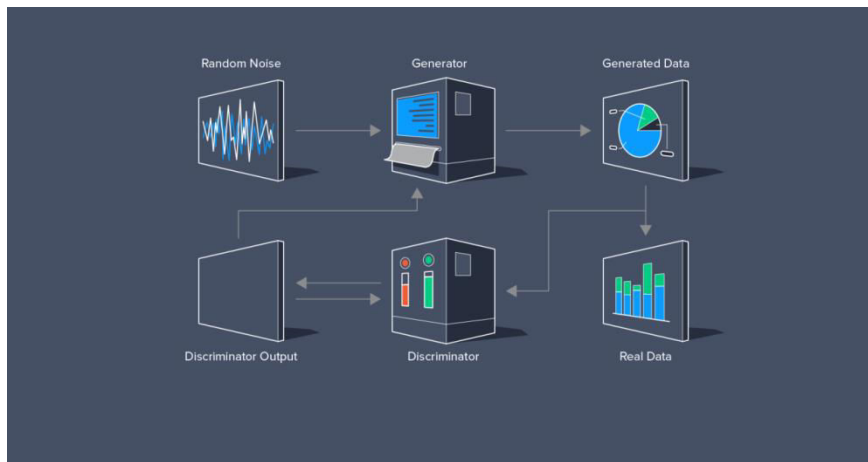 Random Noise
Generator
Generated Data
Discriminator Output
Discriminator
Real Data